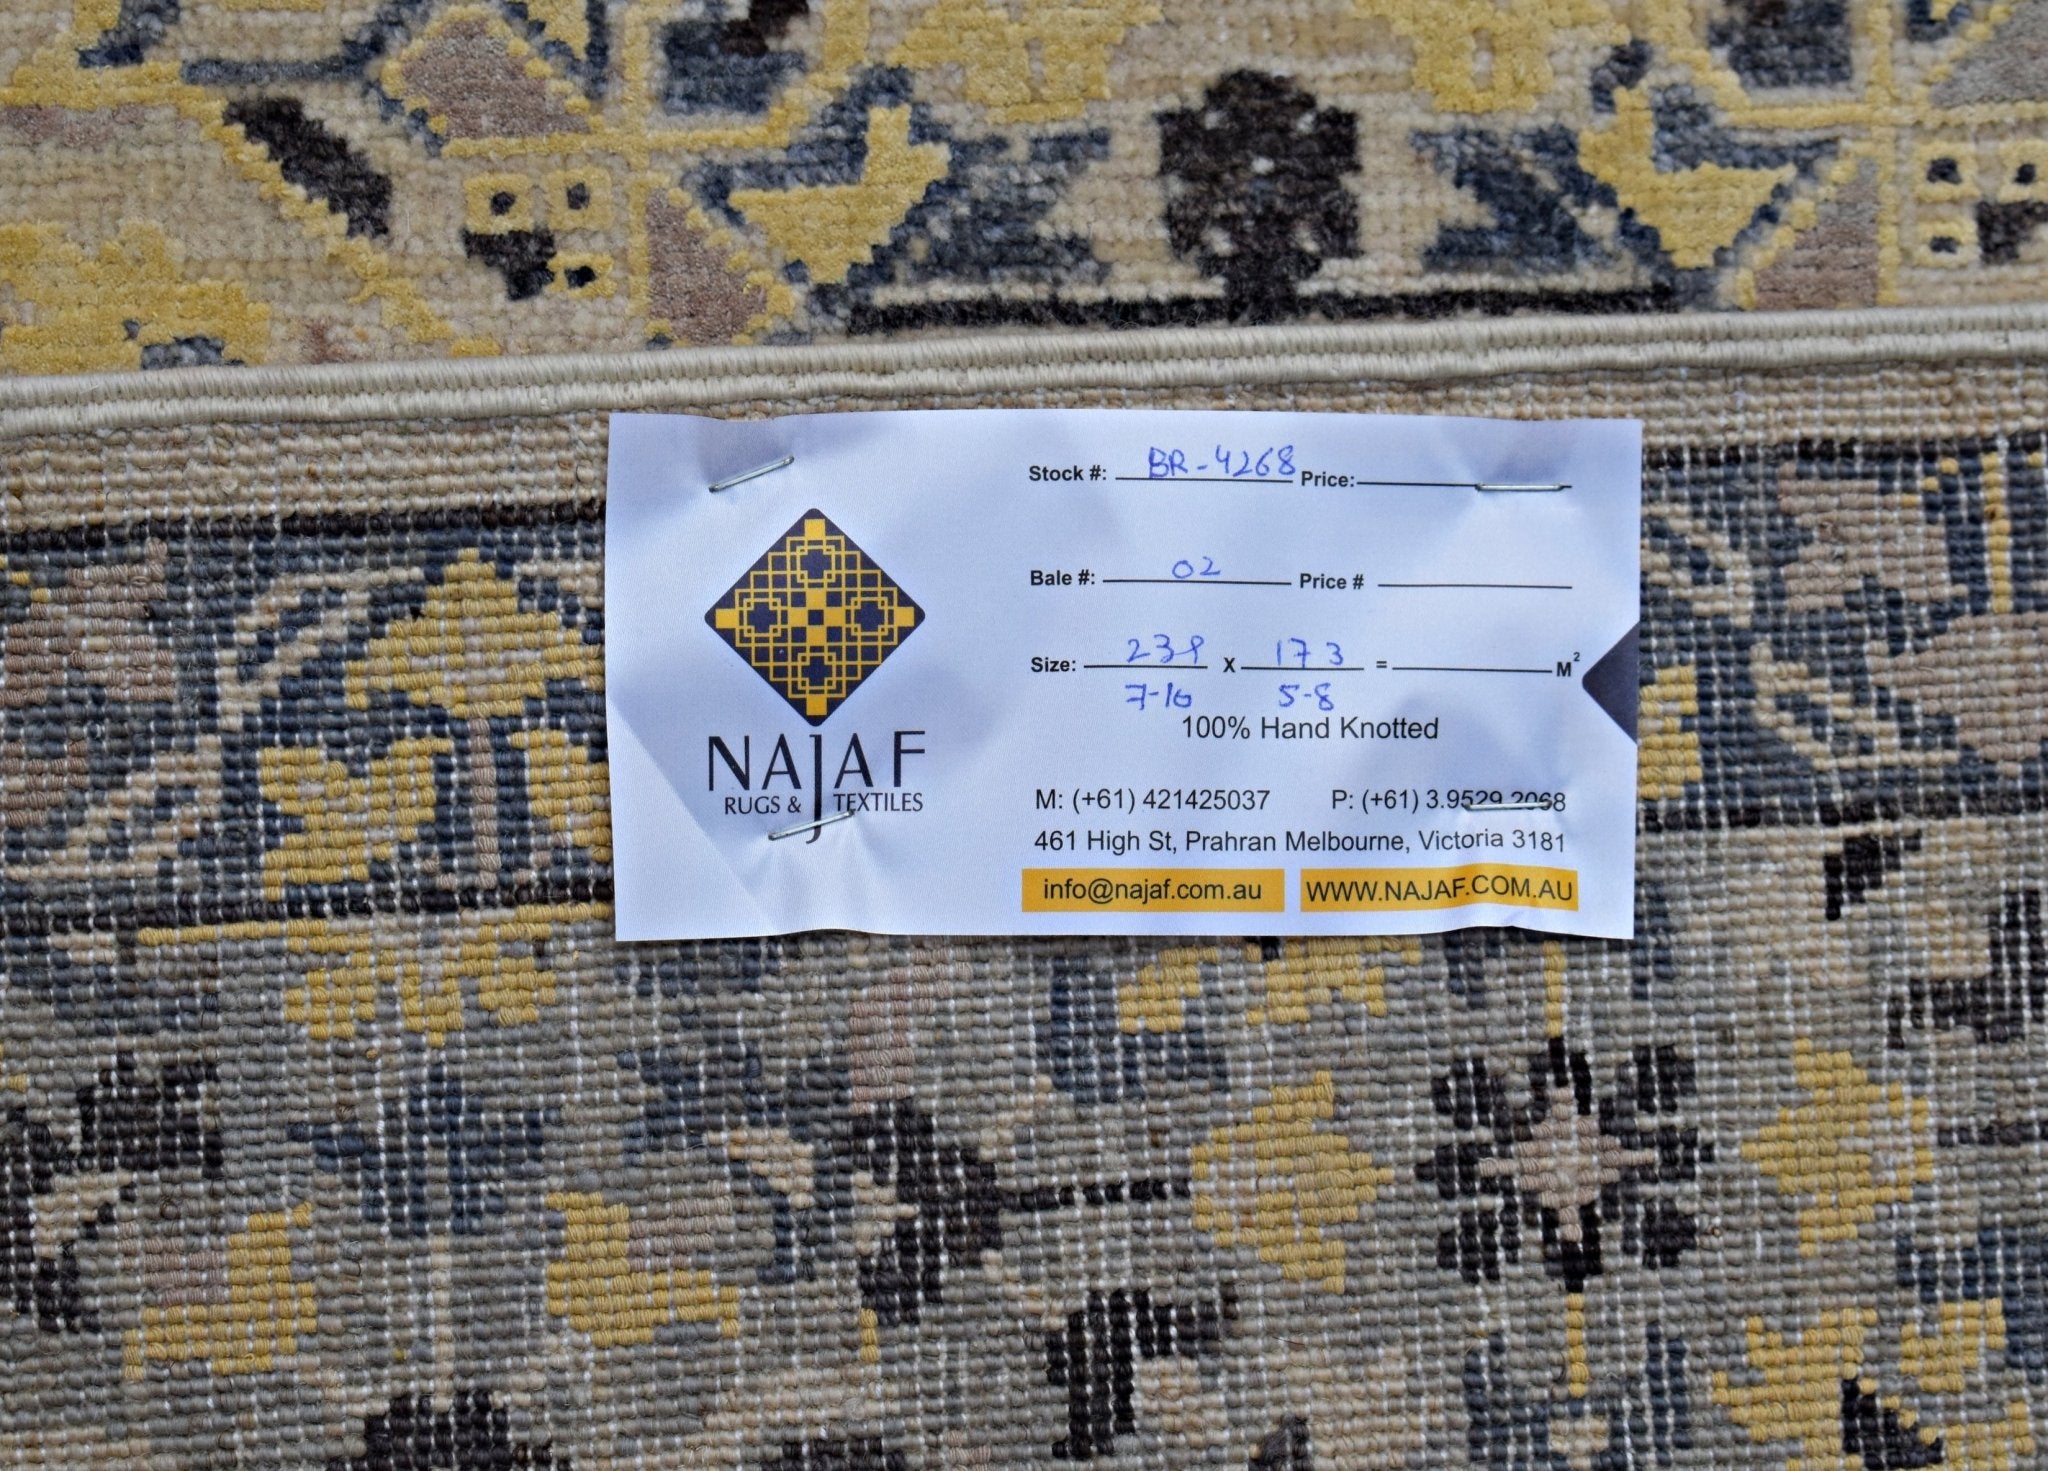 NAJAF
RUGS & TEXTILES
Stock #: BR-4268 Price:
Bale #: 02 Price #
Size: 239 X 173 = M²
7-10 5-8
100% Hand Knotted
M: (+61) 421425037 P: (+61) 3.9529 2068
461 High St, Prahran Melbourne, Victoria 3181
info@najaf.com.au WWW.NAJAF.COM.AU